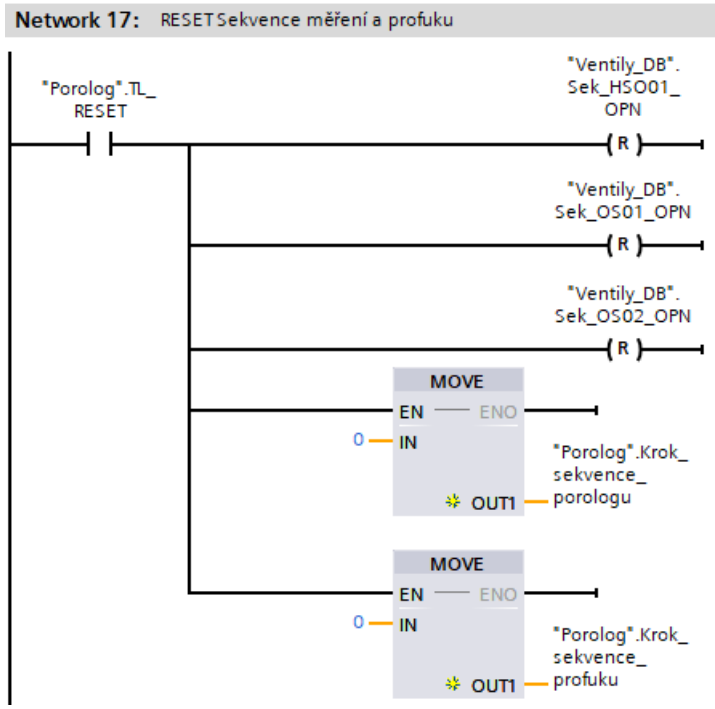 Network 17: RESET Sekvence měření a profuku
"Ventily_DB".
Sek_HSO01_
OPN
"Porolog".TL_
RESET
( R )
"Ventily_DB".
Sek_OS01_OPN
( R )
"Ventily_DB".
Sek_OS02_OPN
( R )
MOVE
EN ENO
0 IN
"Porolog".Krok_
sekvence_
OUT1 porologu
MOVE
EN ENO
0 IN
"Porolog".Krok_
sekvence_
OUT1 profuku